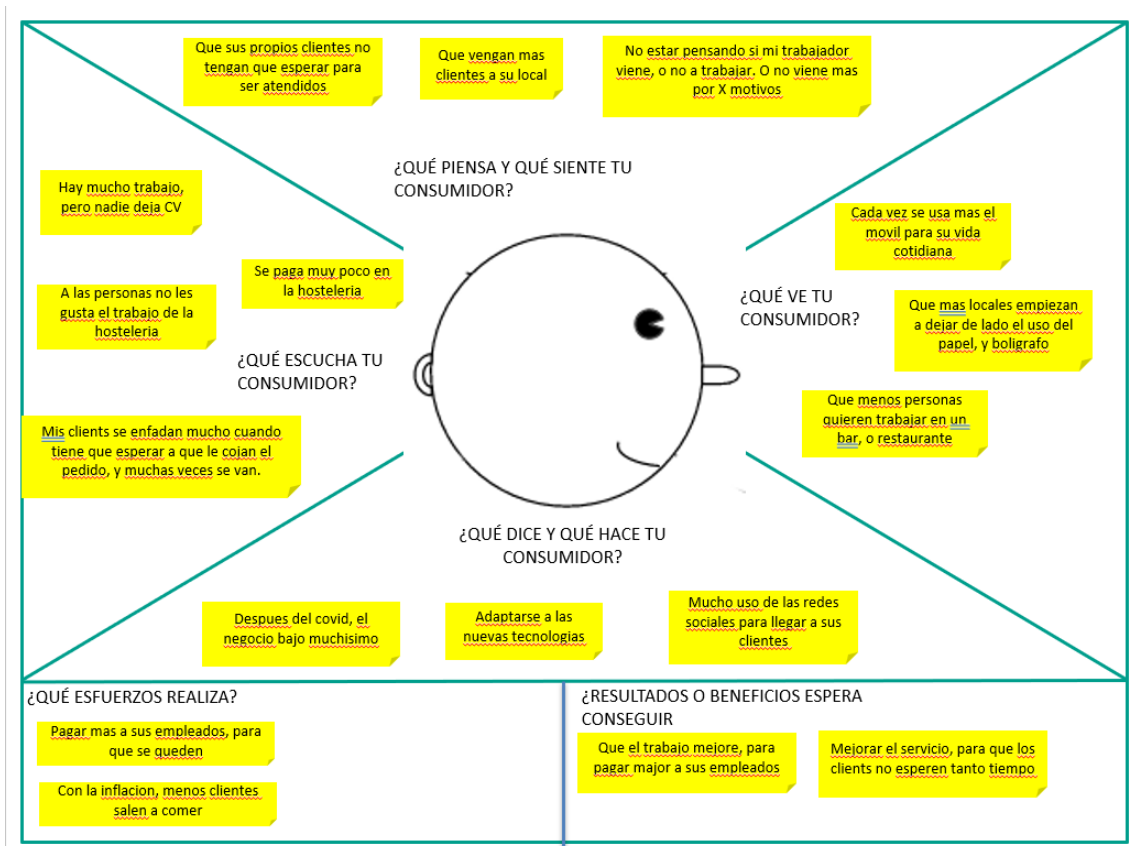 Que sus propios clientes no
tengan que esperar para
ser atendidos
Que vengan mas
clientes a su local
No estar pensando si mi trabajador
viene, o no a trabajar. O no viene mas
por X motivos
¿QUÉ PIENSA Y QUÉ SIENTE TU
CONSUMIDOR?
Hay mucho trabajo,
pero nadie deja CV
Se paga muy poco en
la hosteleria
A las personas no les
gusta el trabajo de la
hosteleria
¿QUÉ ESCUCHA TU
CONSUMIDOR?
Mis clients se enfadan mucho cuando
tiene que esperar a que le cojan el
pedido, y muchas veces se van.
Cada vez se usa mas el
movil para su vida
cotidiana
¿QUÉ VE TU
CONSUMIDOR?
Que mas locales empiezan
a dejar de lado el uso del
papel, y boligrafo
Que menos personas
quieren trabajar en un
bar, o restaurante
¿QUÉ DICE Y QUÉ HACE TU
CONSUMIDOR?
Despues del covid, el
negocio bajo muchisimo
Adaptarse a las
nuevas tecnologias
Mucho uso de las redes
sociales para llegar a sus
clientes
¿QUÉ ESFUERZOS REALIZA?
Pagar mas a sus empleados, para
que se queden
Con la inflacion, menos clientes
salen a comer
¿RESULTADOS O BENEFICIOS ESPERA
CONSEGUIR
Que el trabajo mejore, para
pagar major a sus empleados
Mejorar el servicio, para que los
clients no esperen tanto tiempo